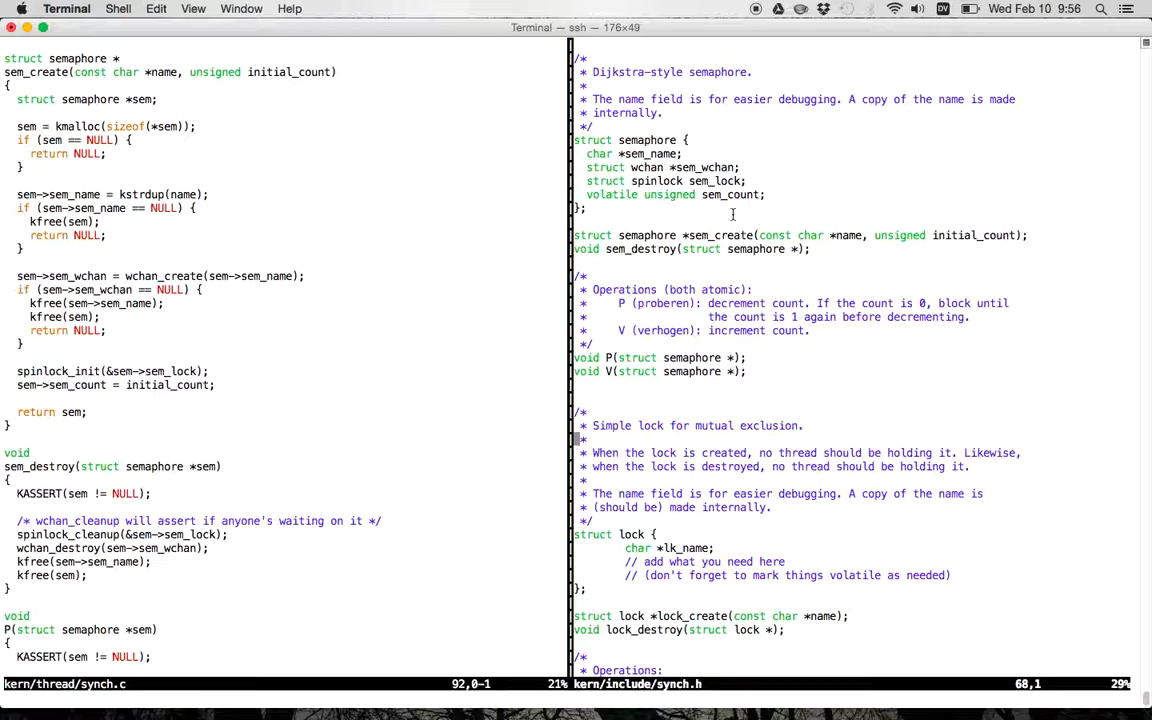 Terminal Shell Edit View Window Help
DV Wed Feb 10 9:56
Terminal — ssh — 176×49
struct semaphore *
sem_create(const char *name, unsigned initial_count)
{
struct semaphore *sem;
sem = kmalloc(sizeof(*sem));
if (sem == NULL) {
return NULL;
}
sem->sem_name = kstrdup(name);
if (sem->sem_name == NULL) {
kfree(sem);
return NULL;
}
sem->sem_wchan = wchan_create(sem->sem_name);
if (sem->sem_wchan == NULL) {
kfree(sem->sem_name);
kfree(sem);
return NULL;
}
spinlock_init(&sem->sem_lock);
sem->sem_count = initial_count;
return sem;
}
void
sem_destroy(struct semaphore *sem)
{
KASSERT(sem != NULL);
/* wchan_cleanup will assert if anyone's waiting on it */
spinlock_cleanup(&sem->sem_lock);
wchan_destroy(sem->sem_wchan);
kfree(sem->sem_name);
kfree(sem);
}
void
P(struct semaphore *sem)
{
KASSERT(sem != NULL);
kern/thread/synch.c 92,0-1 21%
/*
* Dijkstra-style semaphore.
*
* The name field is for easier debugging. A copy of the name is made
* internally.
*/
struct semaphore {
char *sem_name;
struct wchan *sem_wchan;
struct spinlock sem_lock;
volatile unsigned sem_count;
};
struct semaphore *sem_create(const char *name, unsigned initial_count);
void sem_destroy(struct semaphore *);
/*
* Operations (both atomic):
* P (proberen): decrement count. If the count is 0, block until
* the count is 1 again before decrementing.
* V (verhogen): increment count.
*/
void P(struct semaphore *);
void V(struct semaphore *);
/*
* Simple lock for mutual exclusion.
*
* When the lock is created, no thread should be holding it. Likewise,
* when the lock is destroyed, no thread should be holding it.
*
* The name field is for easier debugging. A copy of the name is
* (should be) made internally.
*/
struct lock {
char *lk_name;
// add what you need here
// (don't forget to mark things volatile as needed)
};
struct lock *lock_create(const char *name);
void lock_destroy(struct lock *);
/*
* Operations:
kern/include/synch.h 68,1 29%